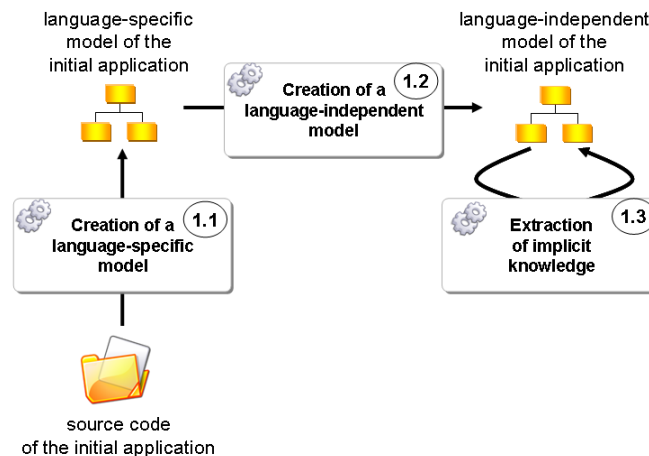 language-specific
model of the
initial application
language-independent
model of the
initial application
1.2
Creation of a
language-independent
model
1.1
Creation of a
language-specific
model
1.3
Extraction
of implicit
knowledge
source code
of the initial application